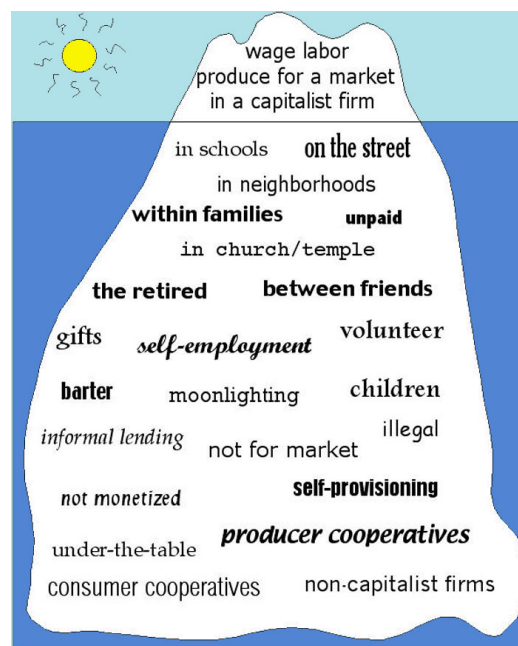 wage labor
produce for a market
in a capitalist firm
in schools on the street
in neighborhoods
within families unpaid
in church/temple
the retired between friends
gifts self-employment volunteer
barter moonlighting children
informal lending not for market illegal
not monetized self-provisioning
under-the-table producer cooperatives
consumer cooperatives non-capitalist firms